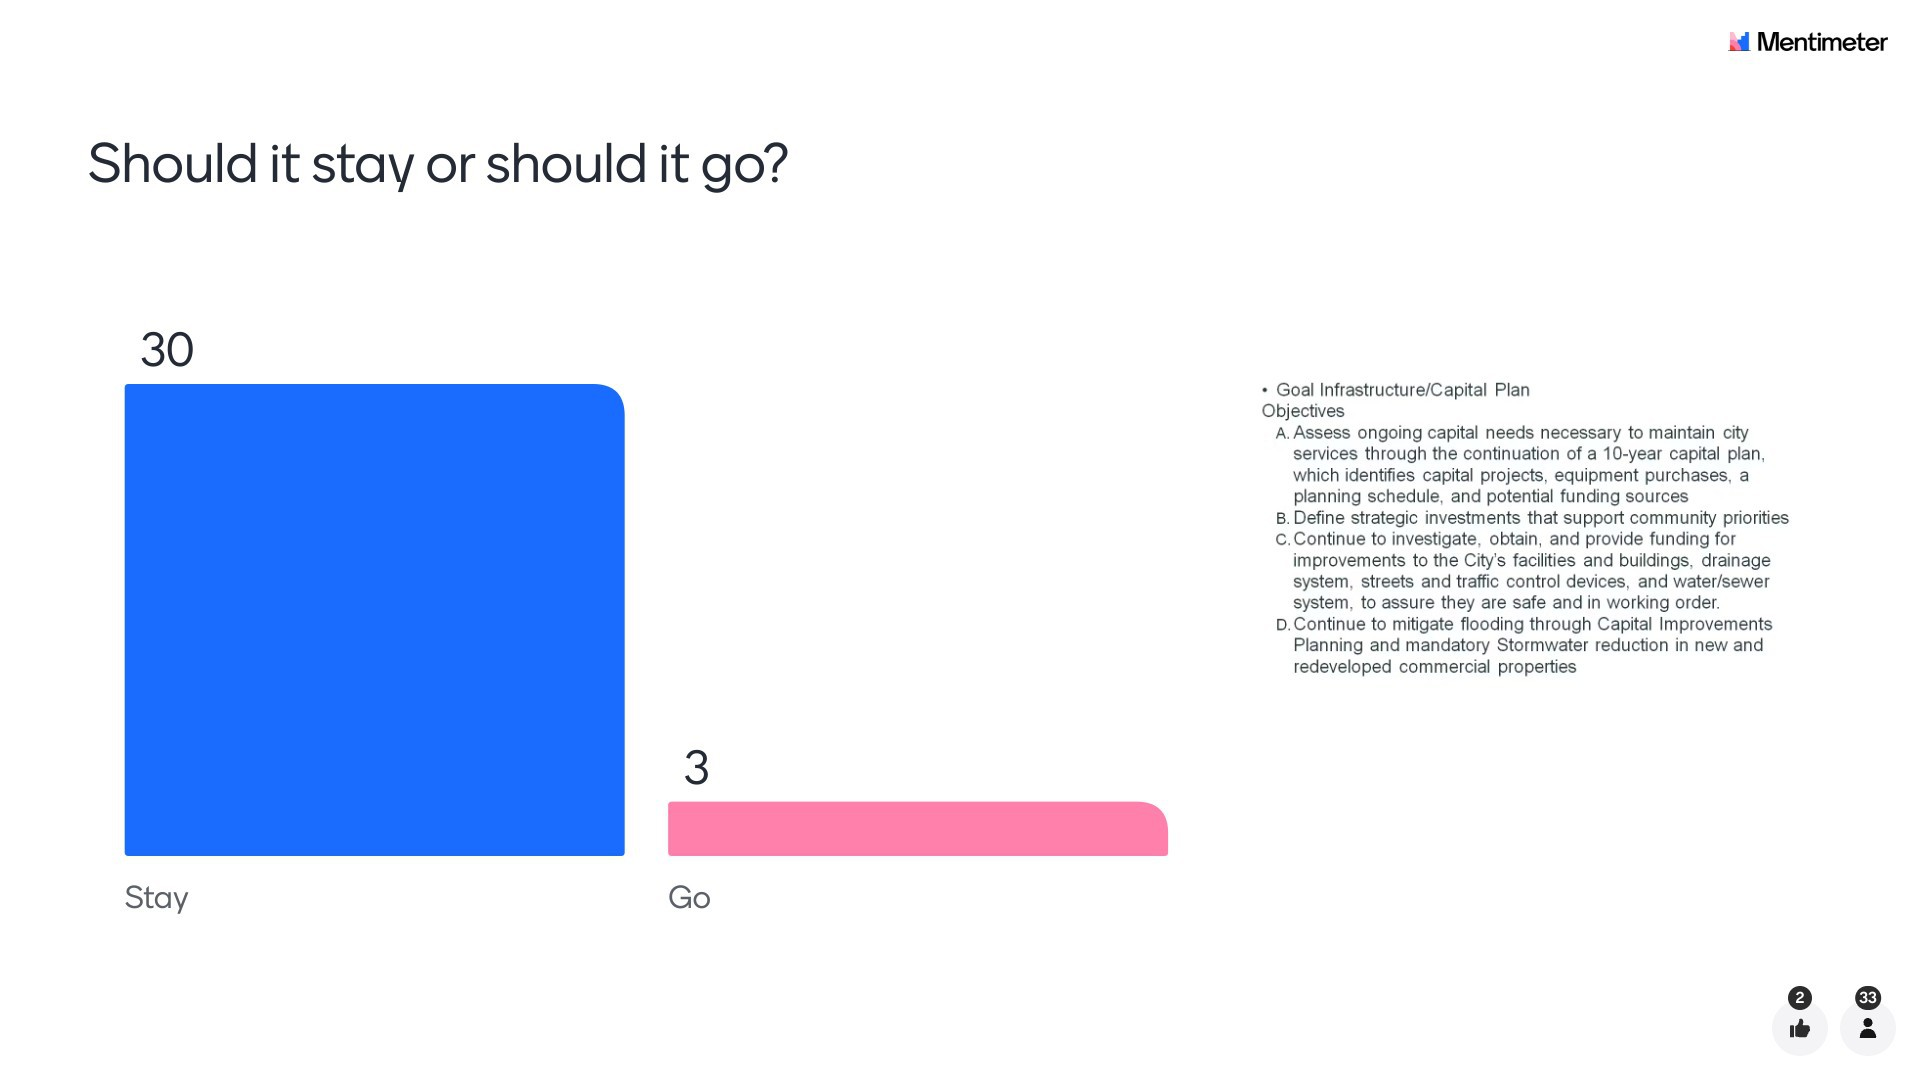 Mentimeter
Should it stay or should it go?
30
3
Stay
Go
• Goal Infrastructure/Capital Plan
Objectives
A. Assess ongoing capital needs necessary to maintain city
services through the continuation of a 10-year capital plan,
which identifies capital projects, equipment purchases, a
planning schedule, and potential funding sources
B. Define strategic investments that support community priorities
C. Continue to investigate, obtain, and provide funding for
improvements to the City's facilities and buildings, drainage
system, streets and traffic control devices, and water/sewer
system, to assure they are safe and in working order.
D. Continue to mitigate flooding through Capital Improvements
Planning and mandatory Stormwater reduction in new and
redeveloped commercial properties
2
33